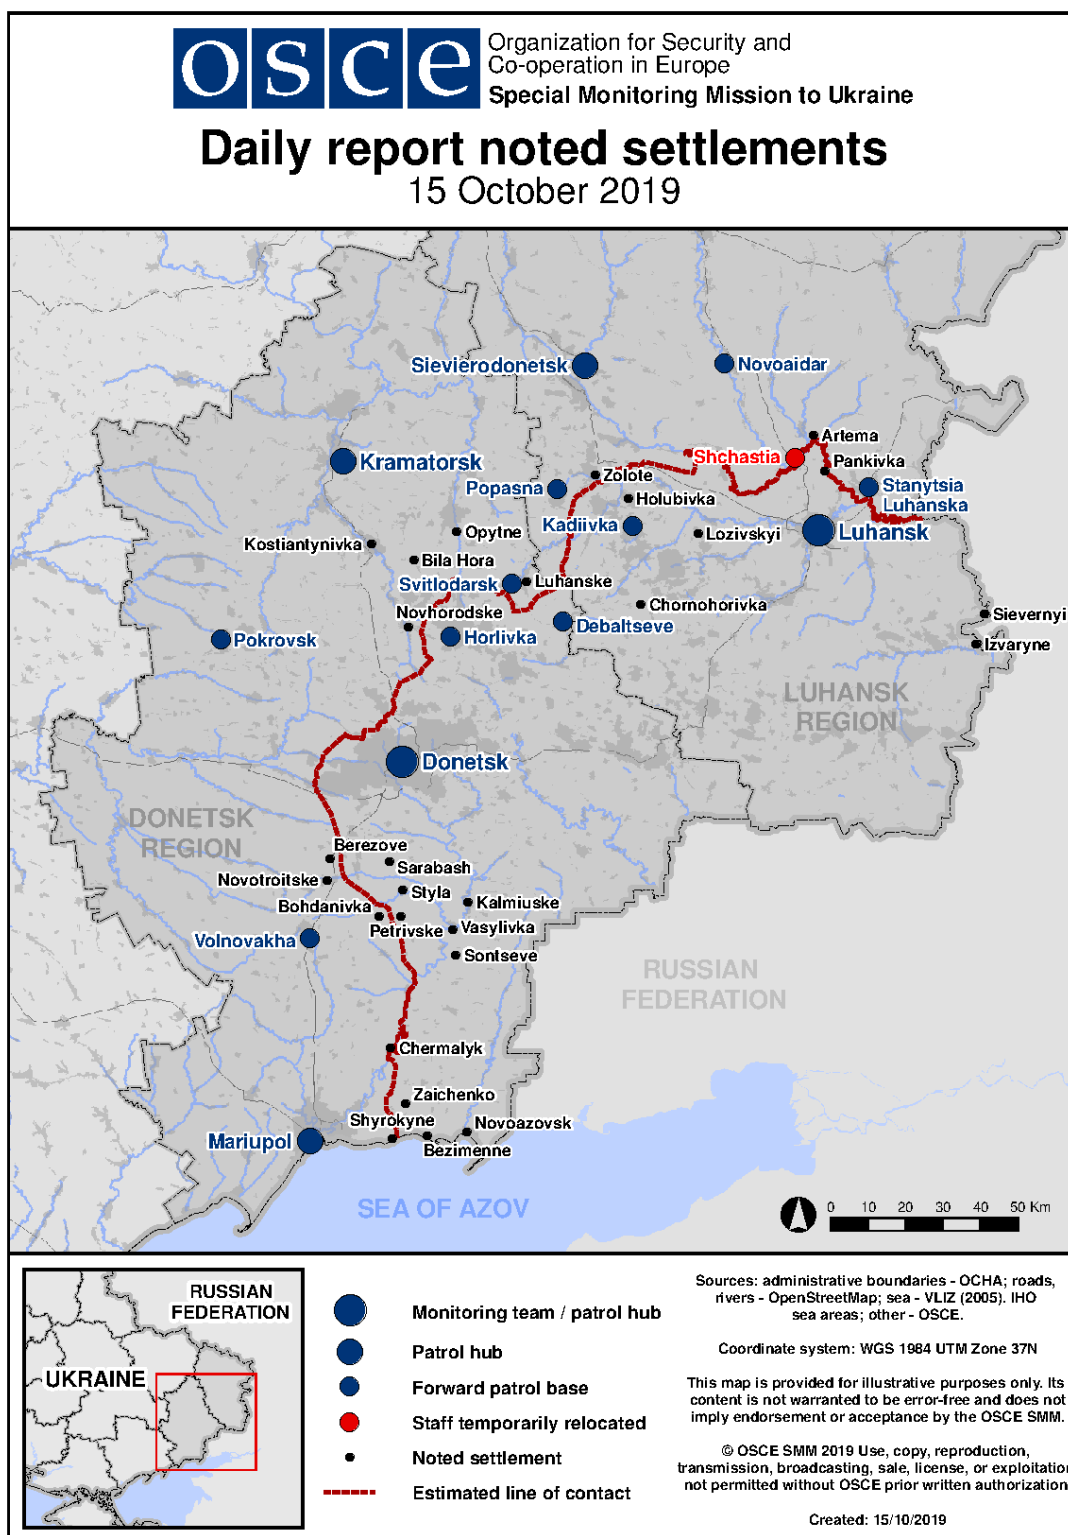 osce
Organization for Security and
Co-operation in Europe
Special Monitoring Mission to Ukraine
Daily report noted settlements
15 October 2019
Sievierodonetsk
Novoaidar
Artema
Shchastia
Pankivka
Kramatorsk
Zolote
Popasna
Holubivka
Stanytsia
Luhanska
Kadiivka
Opytne
Lozivskyi
Luhansk
Kostiantynivka
Bila Hora
Svitlodarsk
Luhanske
Chornohorivka
Novhorodske
Sievernyi
Debaltseve
Pokrovsk
Horlivka
Izvaryne
LUHANSK
REGION
Donetsk
DONETSK
REGION
Berezove
Sarabash
Novotroitske
Styla
Kalmiuske
Bohdanivka
Petrivske
Vasylivka
Volnovakha
Sontseve
RUSSIAN
FEDERATION
Chermalyk
Zaichenko
Shyrokyne
Novoazovsk
Mariupol
Bezimenne
SEA OF AZOV
0 10 20 30 40 50 Km
RUSSIAN
FEDERATION
UKRAINE
Monitoring team / patrol hub
Patrol hub
Forward patrol base
Staff temporarily relocated
Noted settlement
Estimated line of contact
Sources: administrative boundaries - OCHA; roads,
rivers - OpenStreetMap; sea - VLIZ (2005). IHO
sea areas; other - OSCE.
Coordinate system: WGS 1984 UTM Zone 37N
This map is provided for illustrative purposes only. Its
content is not warranted to be error-free and does not
imply endorsement or acceptance by the OSCE SMM.
© OSCE SMM 2019 Use, copy, reproduction,
transmission, broadcasting, sale, license, or exploitation
not permitted without OSCE prior written authorization
Created: 15/10/2019